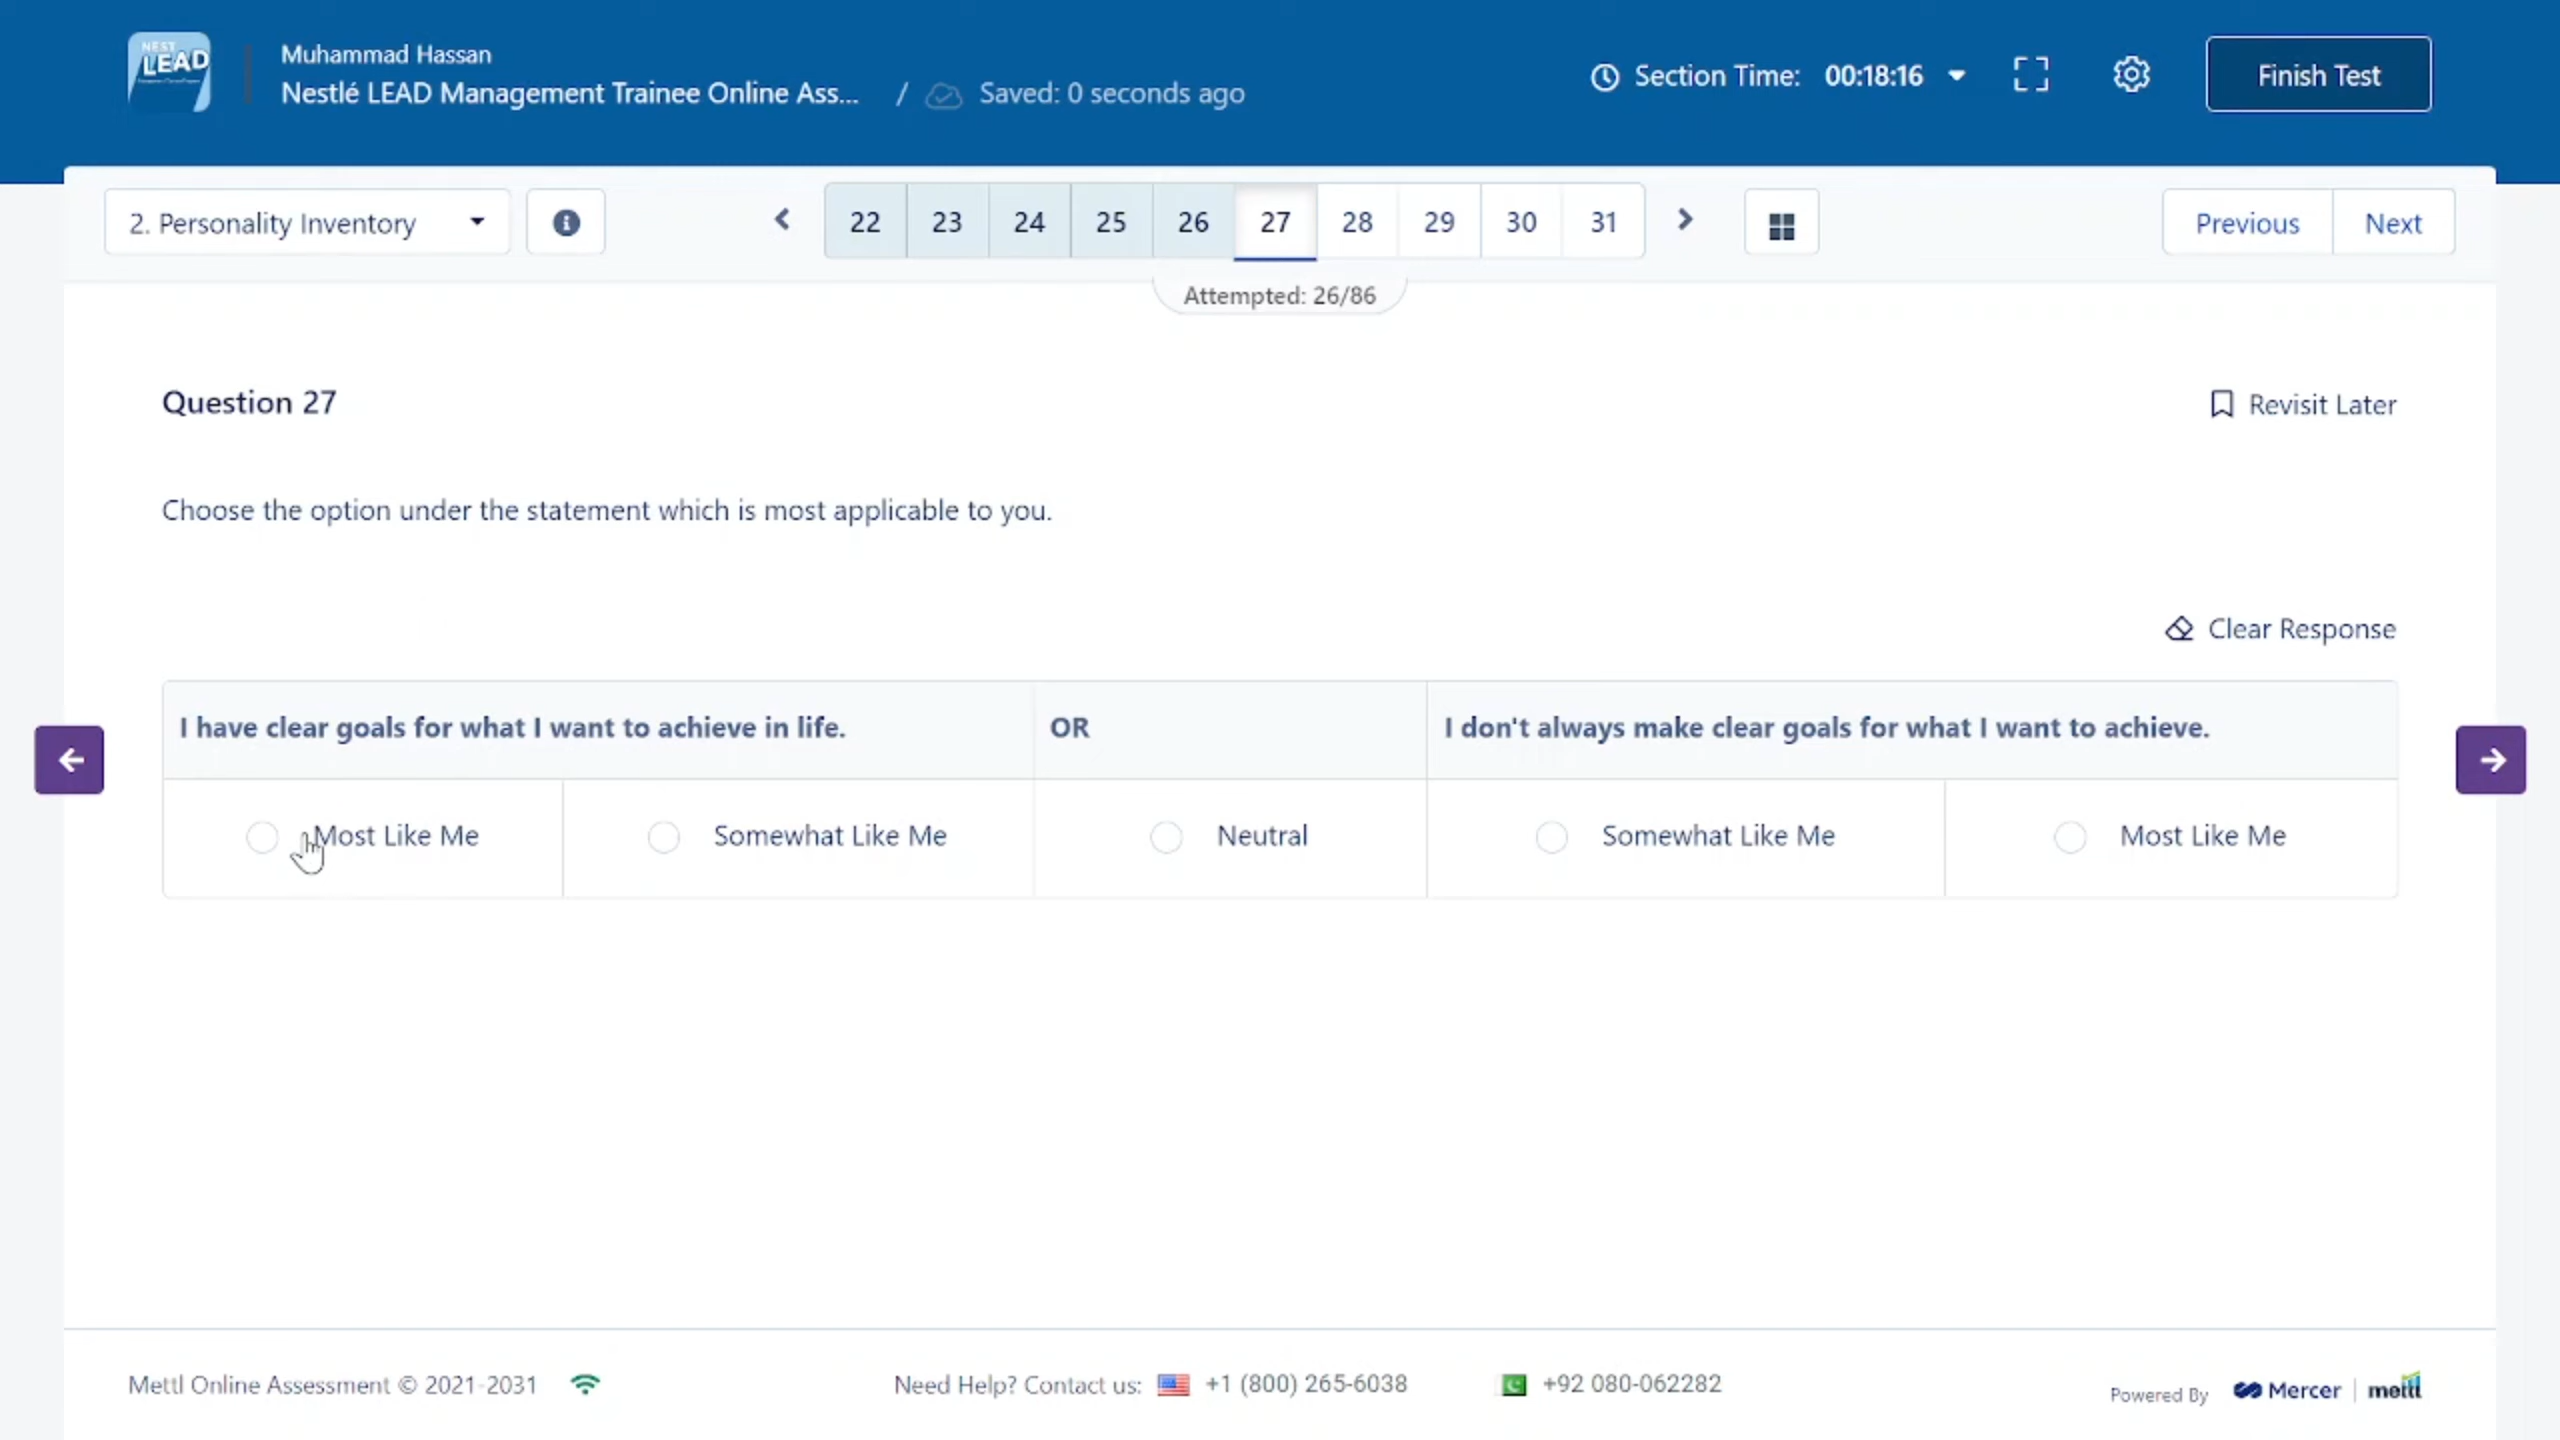 NEST
LEAD
Muhammad Hassan
Nestlé LEAD Management Trainee Online Ass... / Saved: 0 seconds ago
Section Time: 00:18:16
Finish Test
2. Personality Inventory
22 23 24 25 26 27 28 29 30 31
Previous Next
Attempted: 26/86
Question 27
Revisit Later
Choose the option under the statement which is most applicable to you.
Clear Response
I have clear goals for what I want to achieve in life. OR I don't always make clear goals for what I want to achieve.
Most Like Me Somewhat Like Me Neutral Somewhat Like Me Most Like Me
Mettl Online Assessment © 2021-2031 Need Help? Contact us: +1 (800) 265-6038 +92 080-062282 Powered By Mercer | mettl